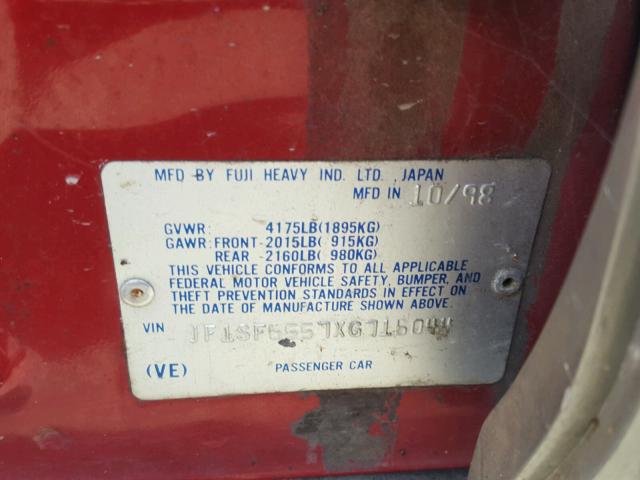 MFD BY FUJI HEAVY IND. LTD. ,JAPAN
MFD IN 10/98
GVWR: 4175LB(1895KG)
GAWR:FRONT-2015LB( 915KG)
REAR -2160LB( 980KG)
THIS VEHICLE CONFORMS TO ALL APPLICABLE
FEDERAL MOTOR VEHICLE SAFETY, BUMPER, AND
THEFT PREVENTION STANDARDS IN EFFECT ON
THE DATE OF MANUFACTURE SHOWN ABOVE.
VIN
(VE) PASSENGER CAR